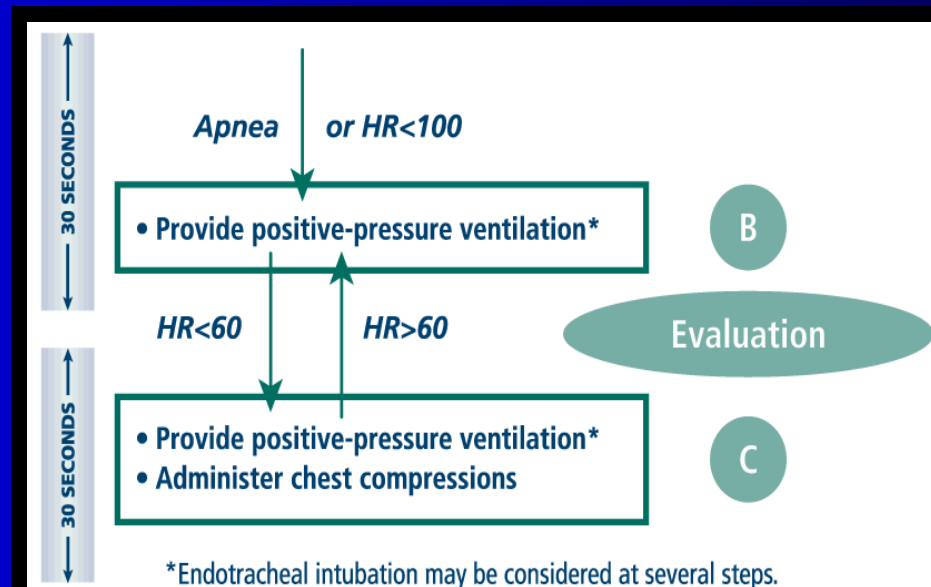 30 SECONDS
Apnea or HR<100
• Provide positive-pressure ventilation*
B
HR<60 HR>60
Evaluation
30 SECONDS
• Provide positive-pressure ventilation*
• Administer chest compressions
C
*Endotracheal intubation may be considered at several steps.